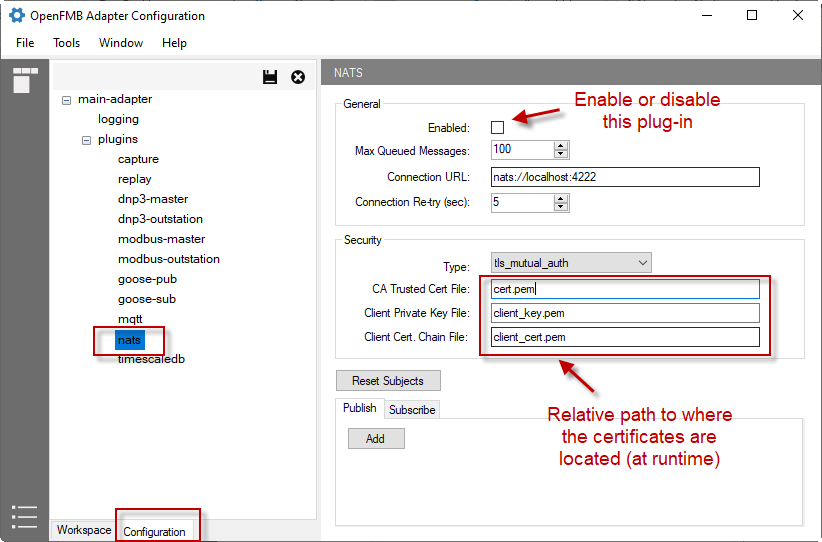 OpenFMB Adapter Configuration
File Tools Window Help
main-adapter
logging
plugins
capture
replay
dnp3-master
dnp3-outstation
modbus-master
modbus-outstation
goose-pub
goose-sub
mqtt
nats
timescaledb
Workspace Configuration
NATS
General
Enabled:
Enable or disable
this plug-in
Max Queued Messages: 100
Connection URL: nats://localhost:4222
Connection Re-try (sec): 5
Security
Type: tls_mutual_auth
CA Trusted Cert File: cert.pem
Client Private Key File: client_key.pem
Client Cert. Chain File: client_cert.pem
Reset Subjects
Publish Subscribe
Add
Relative path to where
the certificates are
located (at runtime)